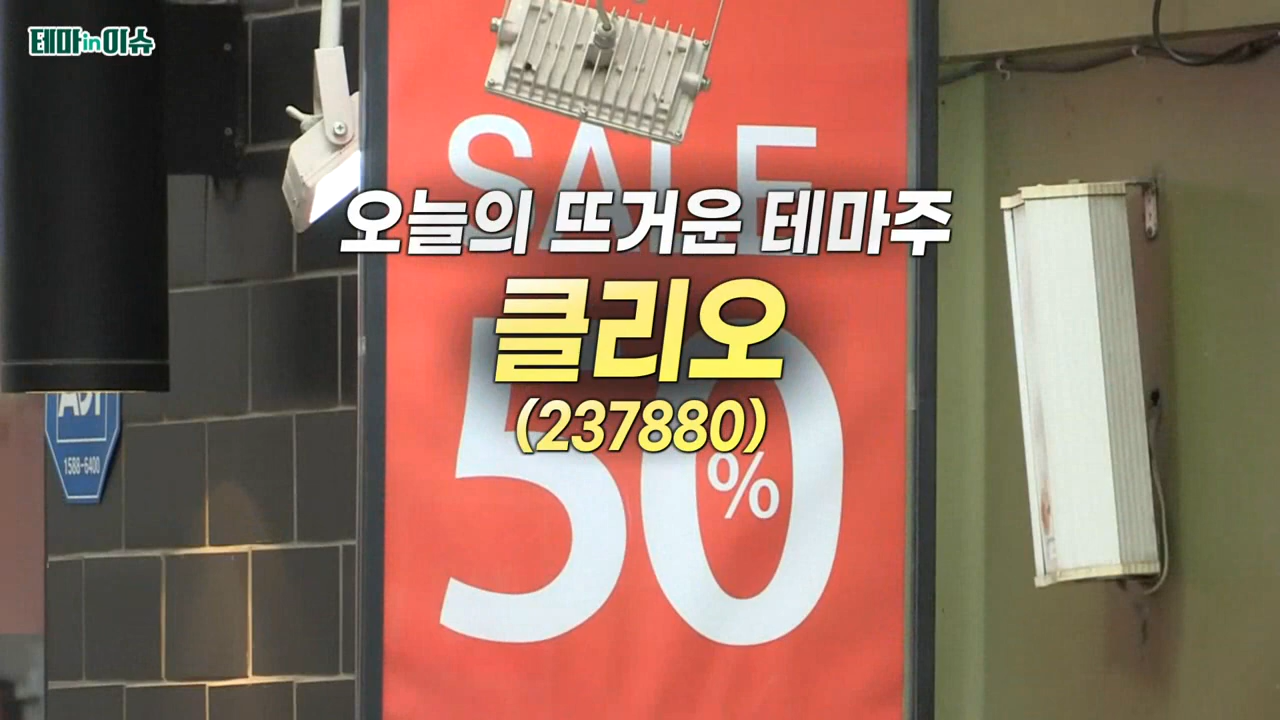 테마in이슈
SALE
오늘의 뜨거운 테마주
클리오
(237880)
50%
ADT
1588-6400